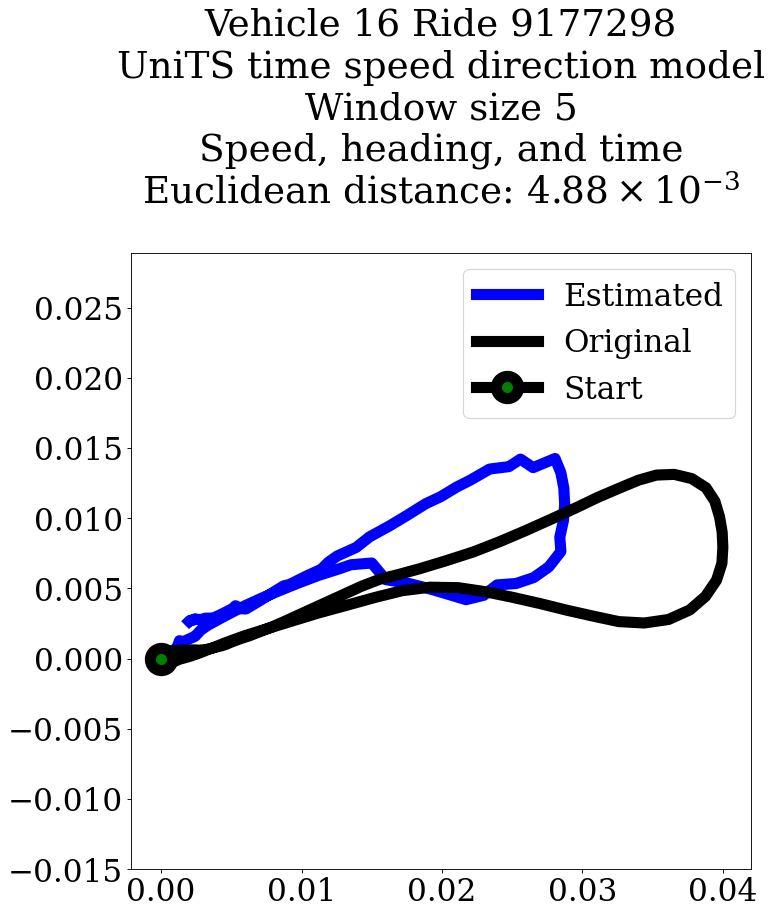 Vehicle 16 Ride 9177298
UniTS time speed direction model
Window size 5
Speed, heading, and time
Euclidean distance: 4.88 × 10⁻³
Estimated
Original
Start
0.025
0.020
0.015
0.010
0.005
0.000
−0.005
−0.010
−0.015
0.00 0.01 0.02 0.03 0.04